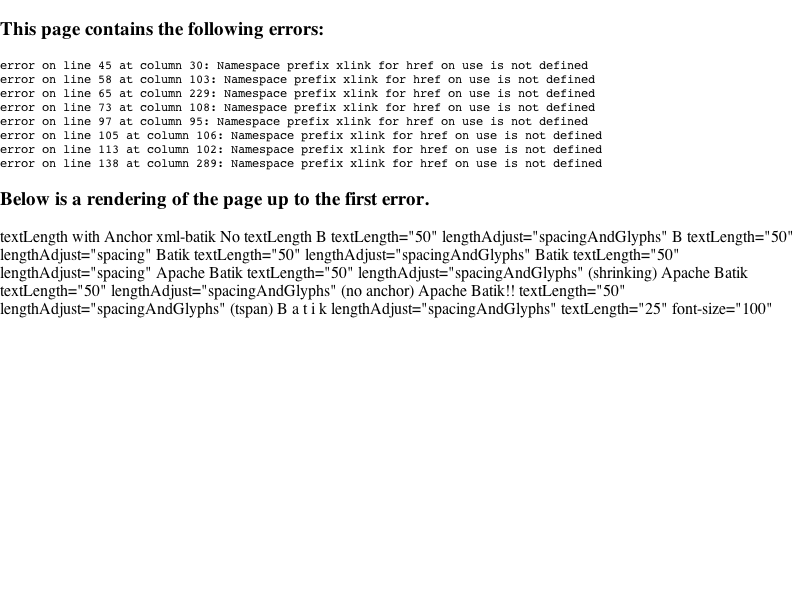 This page contains the following errors:
error on line 45 at column 30: Namespace prefix xlink for href on use is not defined
error on line 58 at column 103: Namespace prefix xlink for href on use is not defined
error on line 65 at column 229: Namespace prefix xlink for href on use is not defined
error on line 73 at column 108: Namespace prefix xlink for href on use is not defined
error on line 97 at column 95: Namespace prefix xlink for href on use is not defined
error on line 105 at column 106: Namespace prefix xlink for href on use is not defined
error on line 113 at column 102: Namespace prefix xlink for href on use is not defined
error on line 138 at column 289: Namespace prefix xlink for href on use is not defined
Below is a rendering of the page up to the first error.
textLength with Anchor xml-batik No textLength B textLength="50" lengthAdjust="spacingAndGlyphs" B textLength="50"
lengthAdjust="spacing" Batik textLength="50" lengthAdjust="spacingAndGlyphs" Batik textLength="50"
lengthAdjust="spacing" Apache Batik textLength="50" lengthAdjust="spacingAndGlyphs" (shrinking) Apache Batik
textLength="50" lengthAdjust="spacingAndGlyphs" (no anchor) Apache Batik!! textLength="50"
lengthAdjust="spacingAndGlyphs" (tspan) B a t i k lengthAdjust="spacingAndGlyphs" textLength="25" font-size="100"